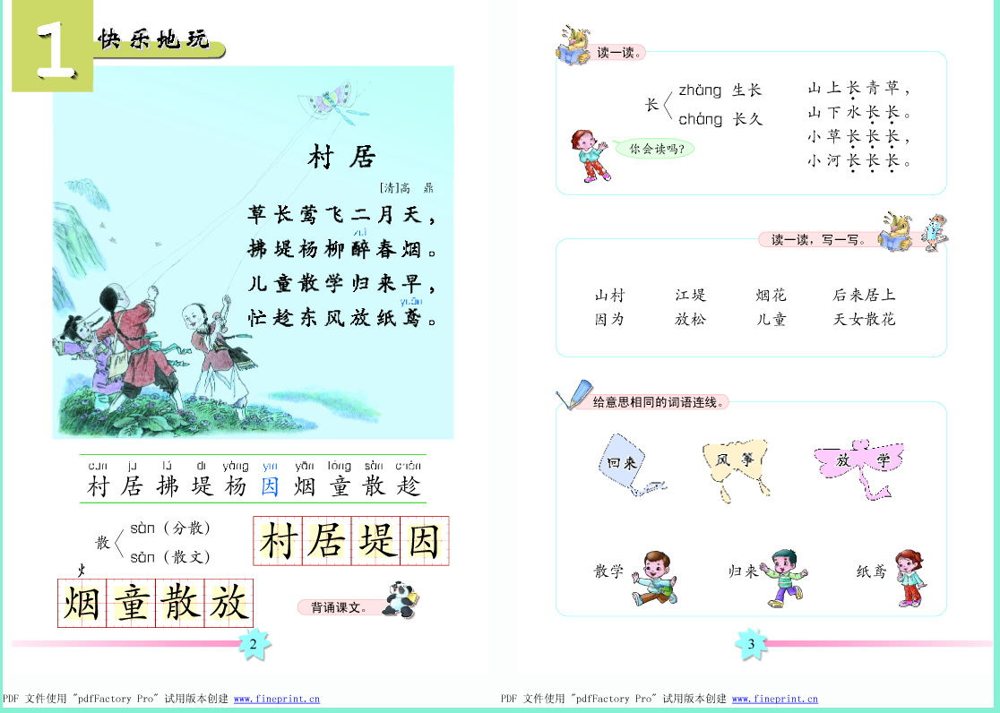 1
快乐地玩
村居
[清]高 鼎
草长莺飞二月天，
zuì
拂堤杨柳醉春烟。
儿童散学归来早，
yuān
忙趁东风放纸鸢。
cūn jū fú dī yáng yīn yān tóng sàn chèn
村 居 拂 堤 杨 因 烟 童 散 趁
散
sàn（分散）
sǎn（散文）
村 居 堤 因
火
烟 童 散 放
背诵课文。
2
PDF 文件使用 "pdfFactory Pro" 试用版本创建 www.fineprint.cn
读一读。
长
zhǎng 生长
cháng 长久
你会读吗？
山上长青草，
山下水长长。
小草长长长，
小河长长长。
读一读，写一写。
山村 江堤 烟花 后来居上
因为 放松 儿童 天女散花
给意思相同的词语连线。
回来 风筝 放学
散学 归来 纸鸢
3
PDF 文件使用 "pdfFactory Pro" 试用版本创建 www.fineprint.cn